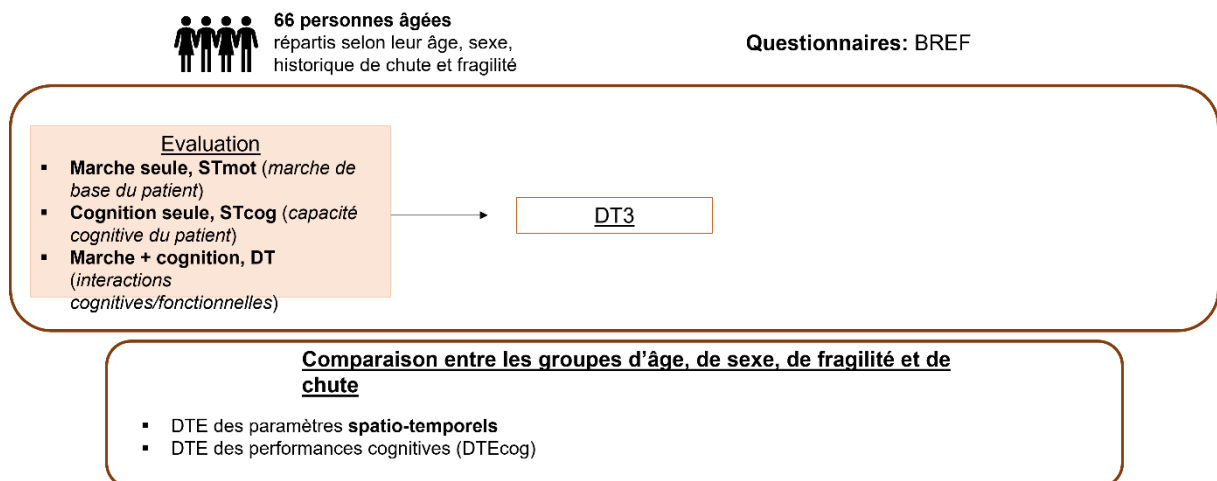 66 personnes âgées
répartis selon leur âge, sexe,
historique de chute et fragilité
Questionnaires: BREF
Evaluation
▪ Marche seule, STmot (marche de
base du patient)
▪ Cognition seule, STcog (capacité
cognitive du patient)
▪ Marche + cognition, DT
(interactions
cognitives/fonctionnelles)
DT3
Comparaison entre les groupes d’âge, de sexe, de fragilité et de
chute
▪ DTE des paramètres spatio-temporels
▪ DTE des performances cognitives (DTEcog)